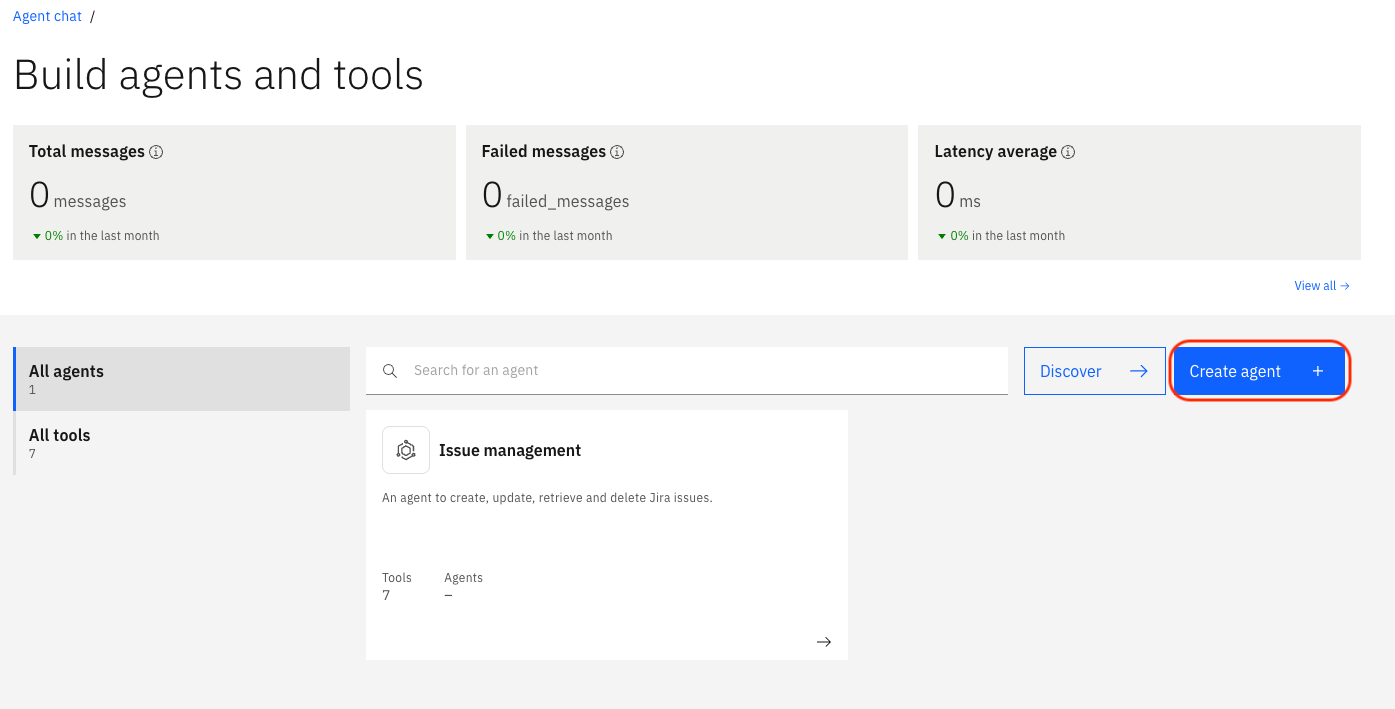 Agent chat /
Build agents and tools
Total messages
0 messages
0% in the last month
Failed messages
0 failed_messages
0% in the last month
Latency average
0 ms
0% in the last month
View all →
All agents
1
All tools
7
Search for an agent
Discover →
Create agent +
Issue management
An agent to create, update, retrieve and delete Jira issues.
Tools Agents
7 –